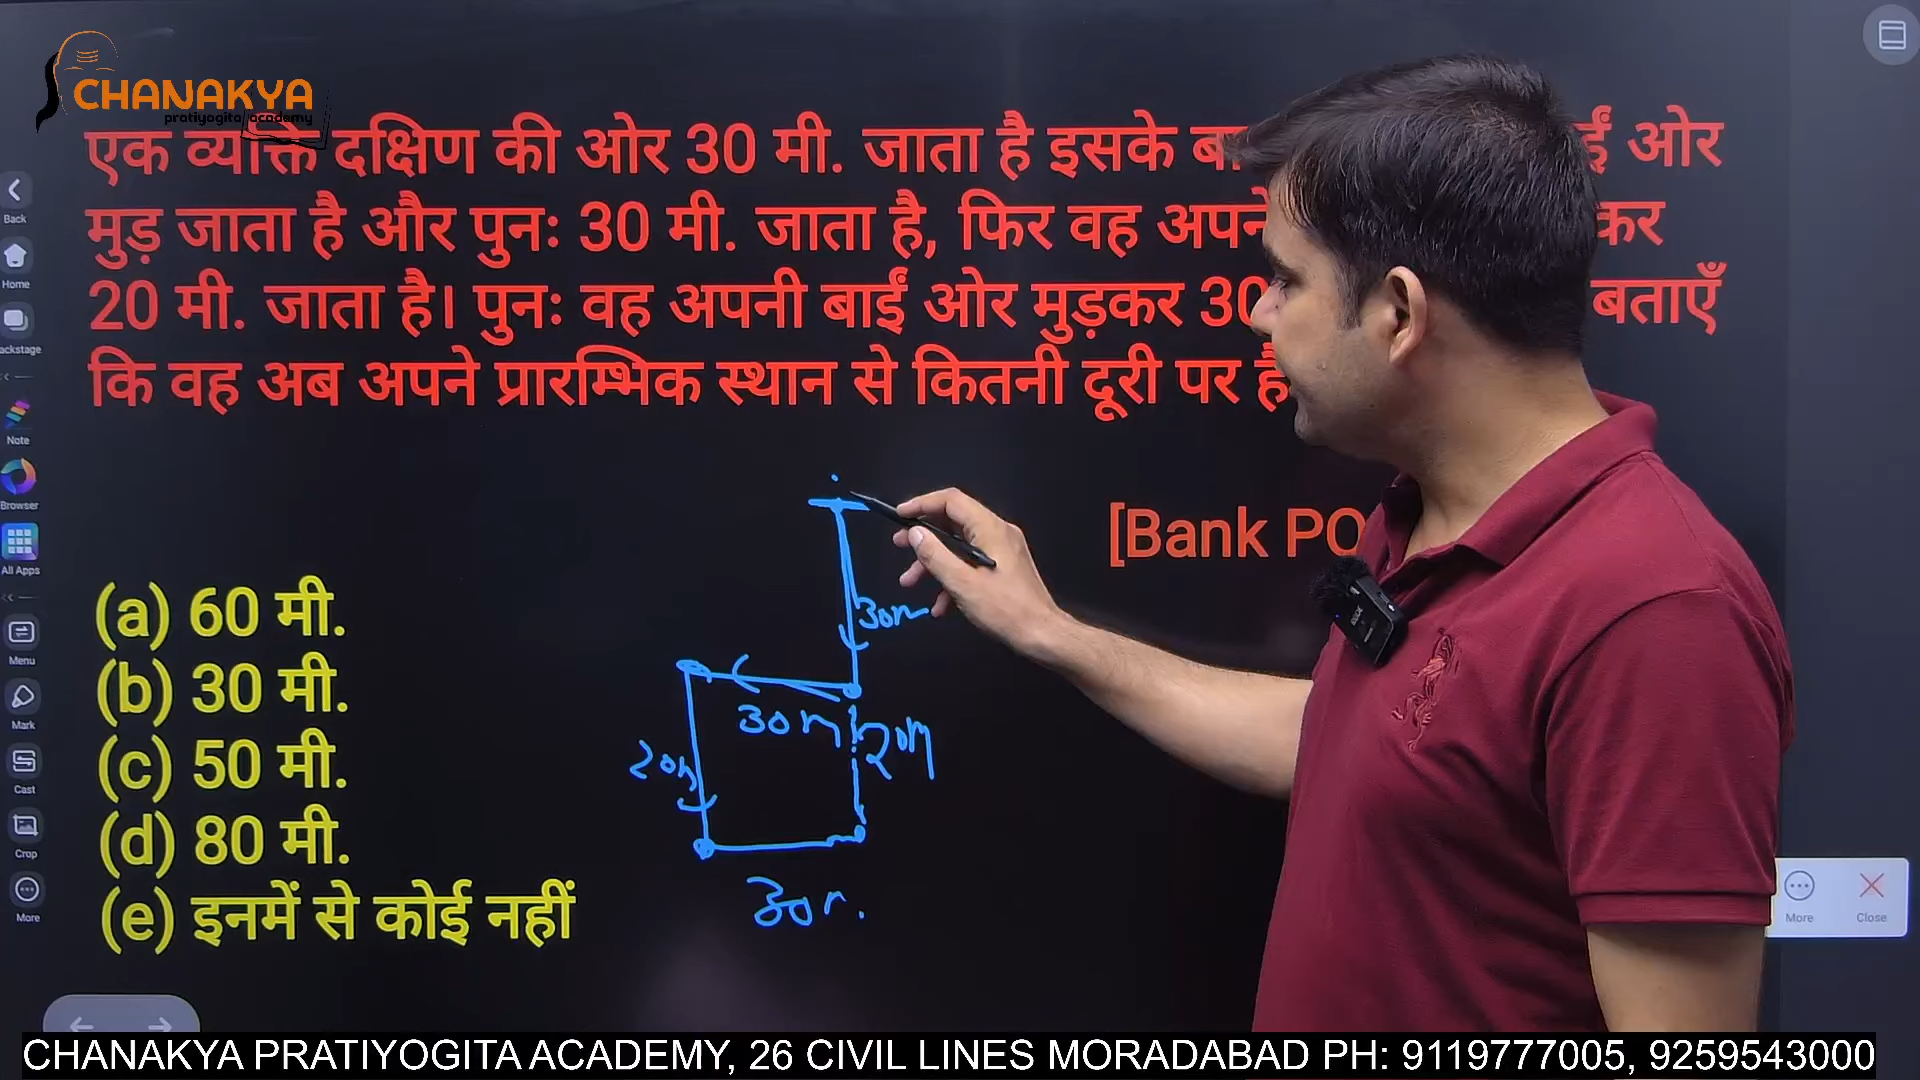 CHANAKYA
pratiyogita academy
एक व्यक्ति दक्षिण की ओर 30 मी. जाता है इसके ओर
मुड़ जाता है और पुनः 30 मी. जाता है, फिर वह अपने कर
20 मी. जाता है। पुनः वह अपनी बाईं ओर मुड़कर 30 बताएँ
कि वह अब अपने प्रारम्भिक स्थान से कितनी दूरी पर है
[Bank PO
(a) 60 मी.
(b) 30 मी.
(c) 50 मी.
(d) 80 मी.
(e) इनमें से कोई नहीं
30m
30m
20m
20m
30m.
Back
Home
ackstage
Note
Browser
All Apps
Menu
Mark
Cast
Crop
More
More
Close
CHANAKYA PRATIYOGITA ACADEMY, 26 CIVIL LINES MORADABAD PH: 9119777005, 9259543000